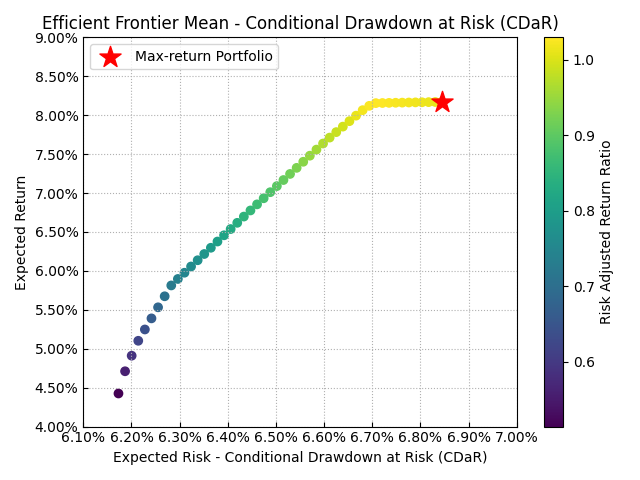 Efficient Frontier Mean - Conditional Drawdown at Risk (CDaR)
Max-return Portfolio
9.00%
8.50%
8.00%
7.50%
7.00%
6.50%
6.00%
5.50%
5.00%
4.50%
4.00%
Expected Return
6.10% 6.20% 6.30% 6.40% 6.50% 6.60% 6.70% 6.80% 6.90% 7.00%
Expected Risk - Conditional Drawdown at Risk (CDaR)
1.0
0.9
0.8
0.7
0.6
Risk Adjusted Return Ratio